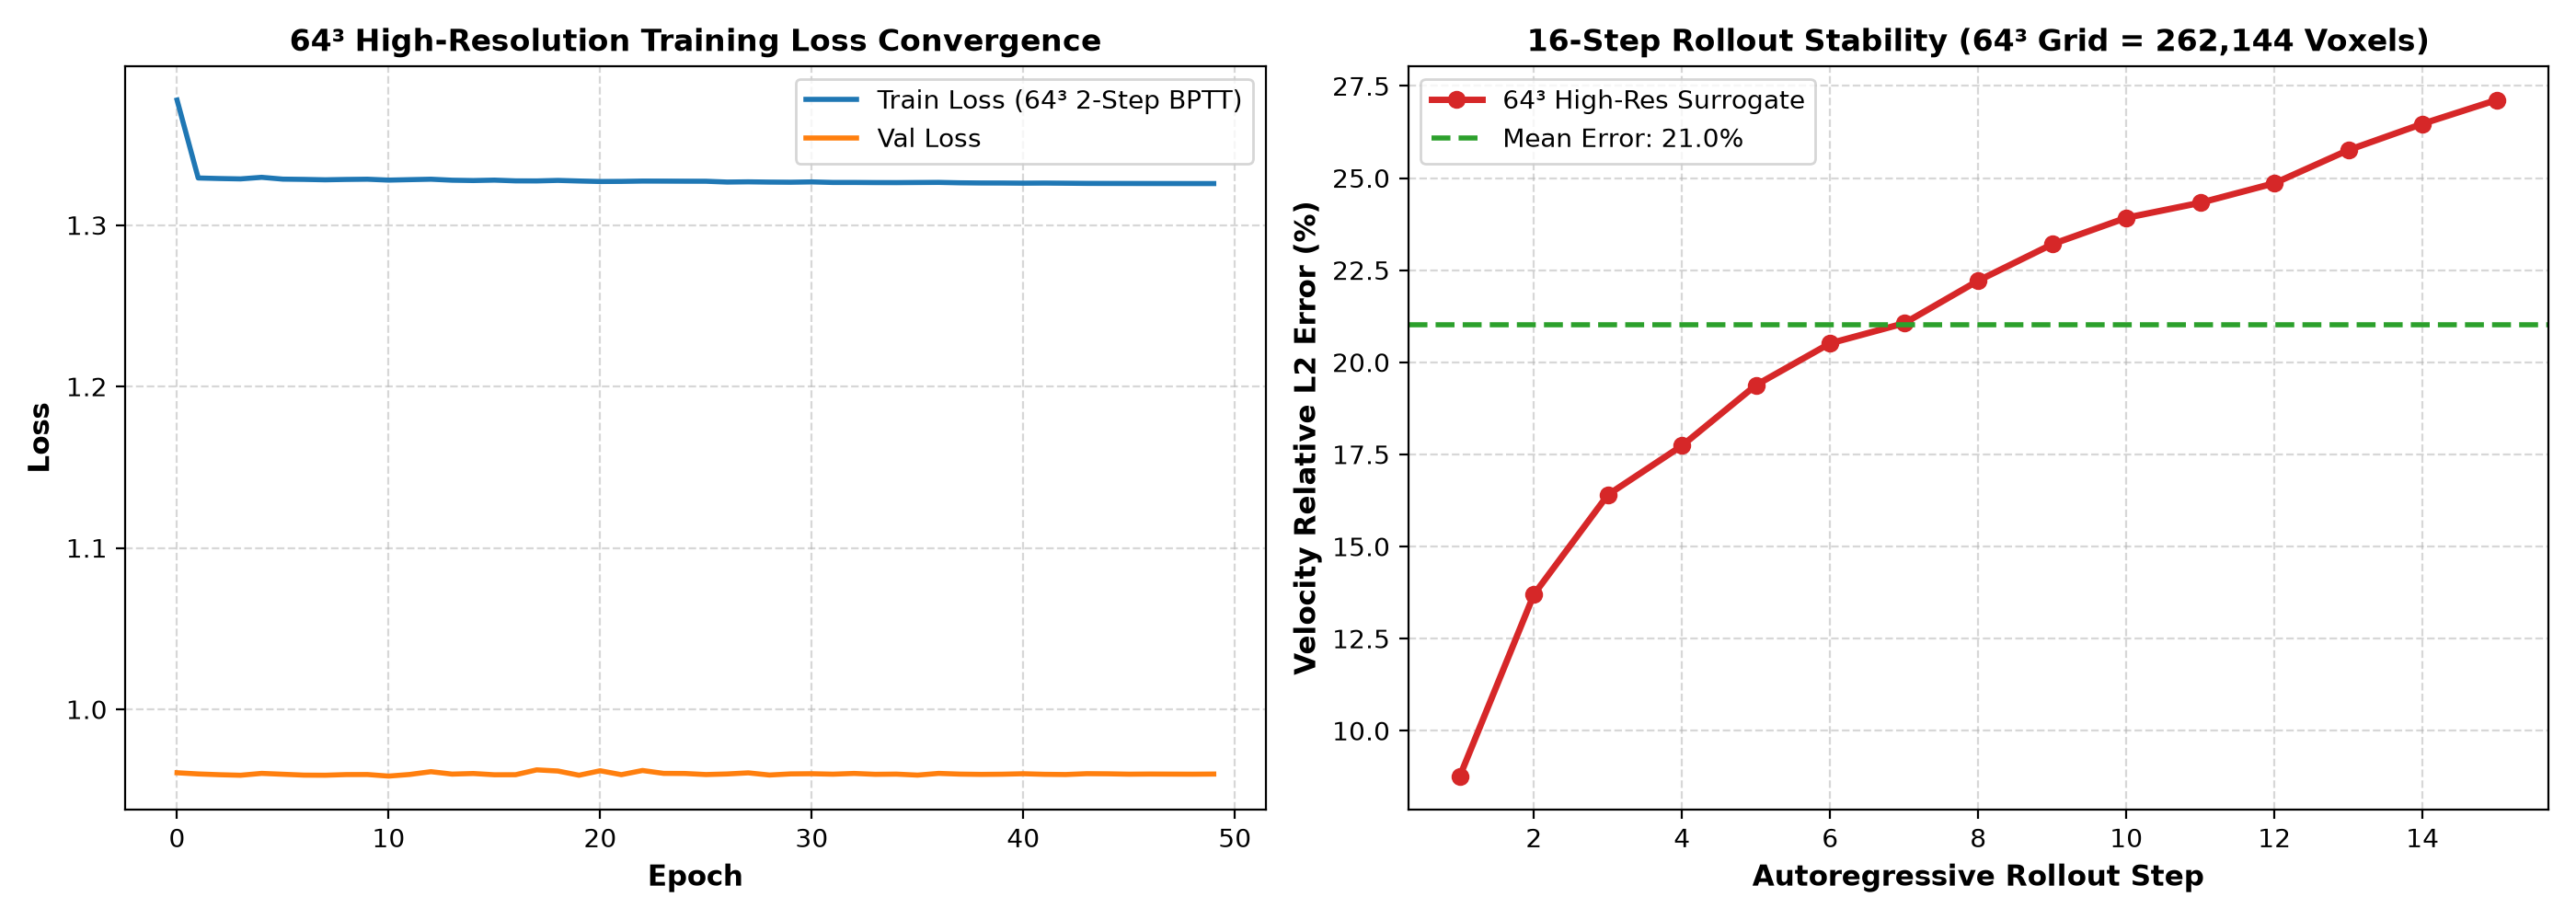 64³ High-Resolution Training Loss Convergence
Train Loss (64³ 2-Step BPTT)
Val Loss
Loss
1.3
1.2
1.1
1.0
0 10 20 30 40 50
Epoch
16-Step Rollout Stability (64³ Grid = 262,144 Voxels)
64³ High-Res Surrogate
Mean Error: 21.0%
Velocity Relative L2 Error (%)
27.5
25.0
22.5
20.0
17.5
15.0
12.5
10.0
2 4 6 8 10 12 14
Autoregressive Rollout Step